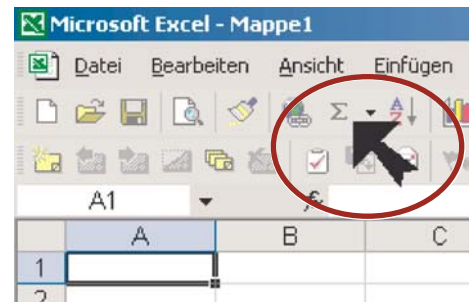 Microsoft Excel - Mappe1
Datei Bearbeiten Ansicht Einfügen
Σ
A1
A B C
1
2